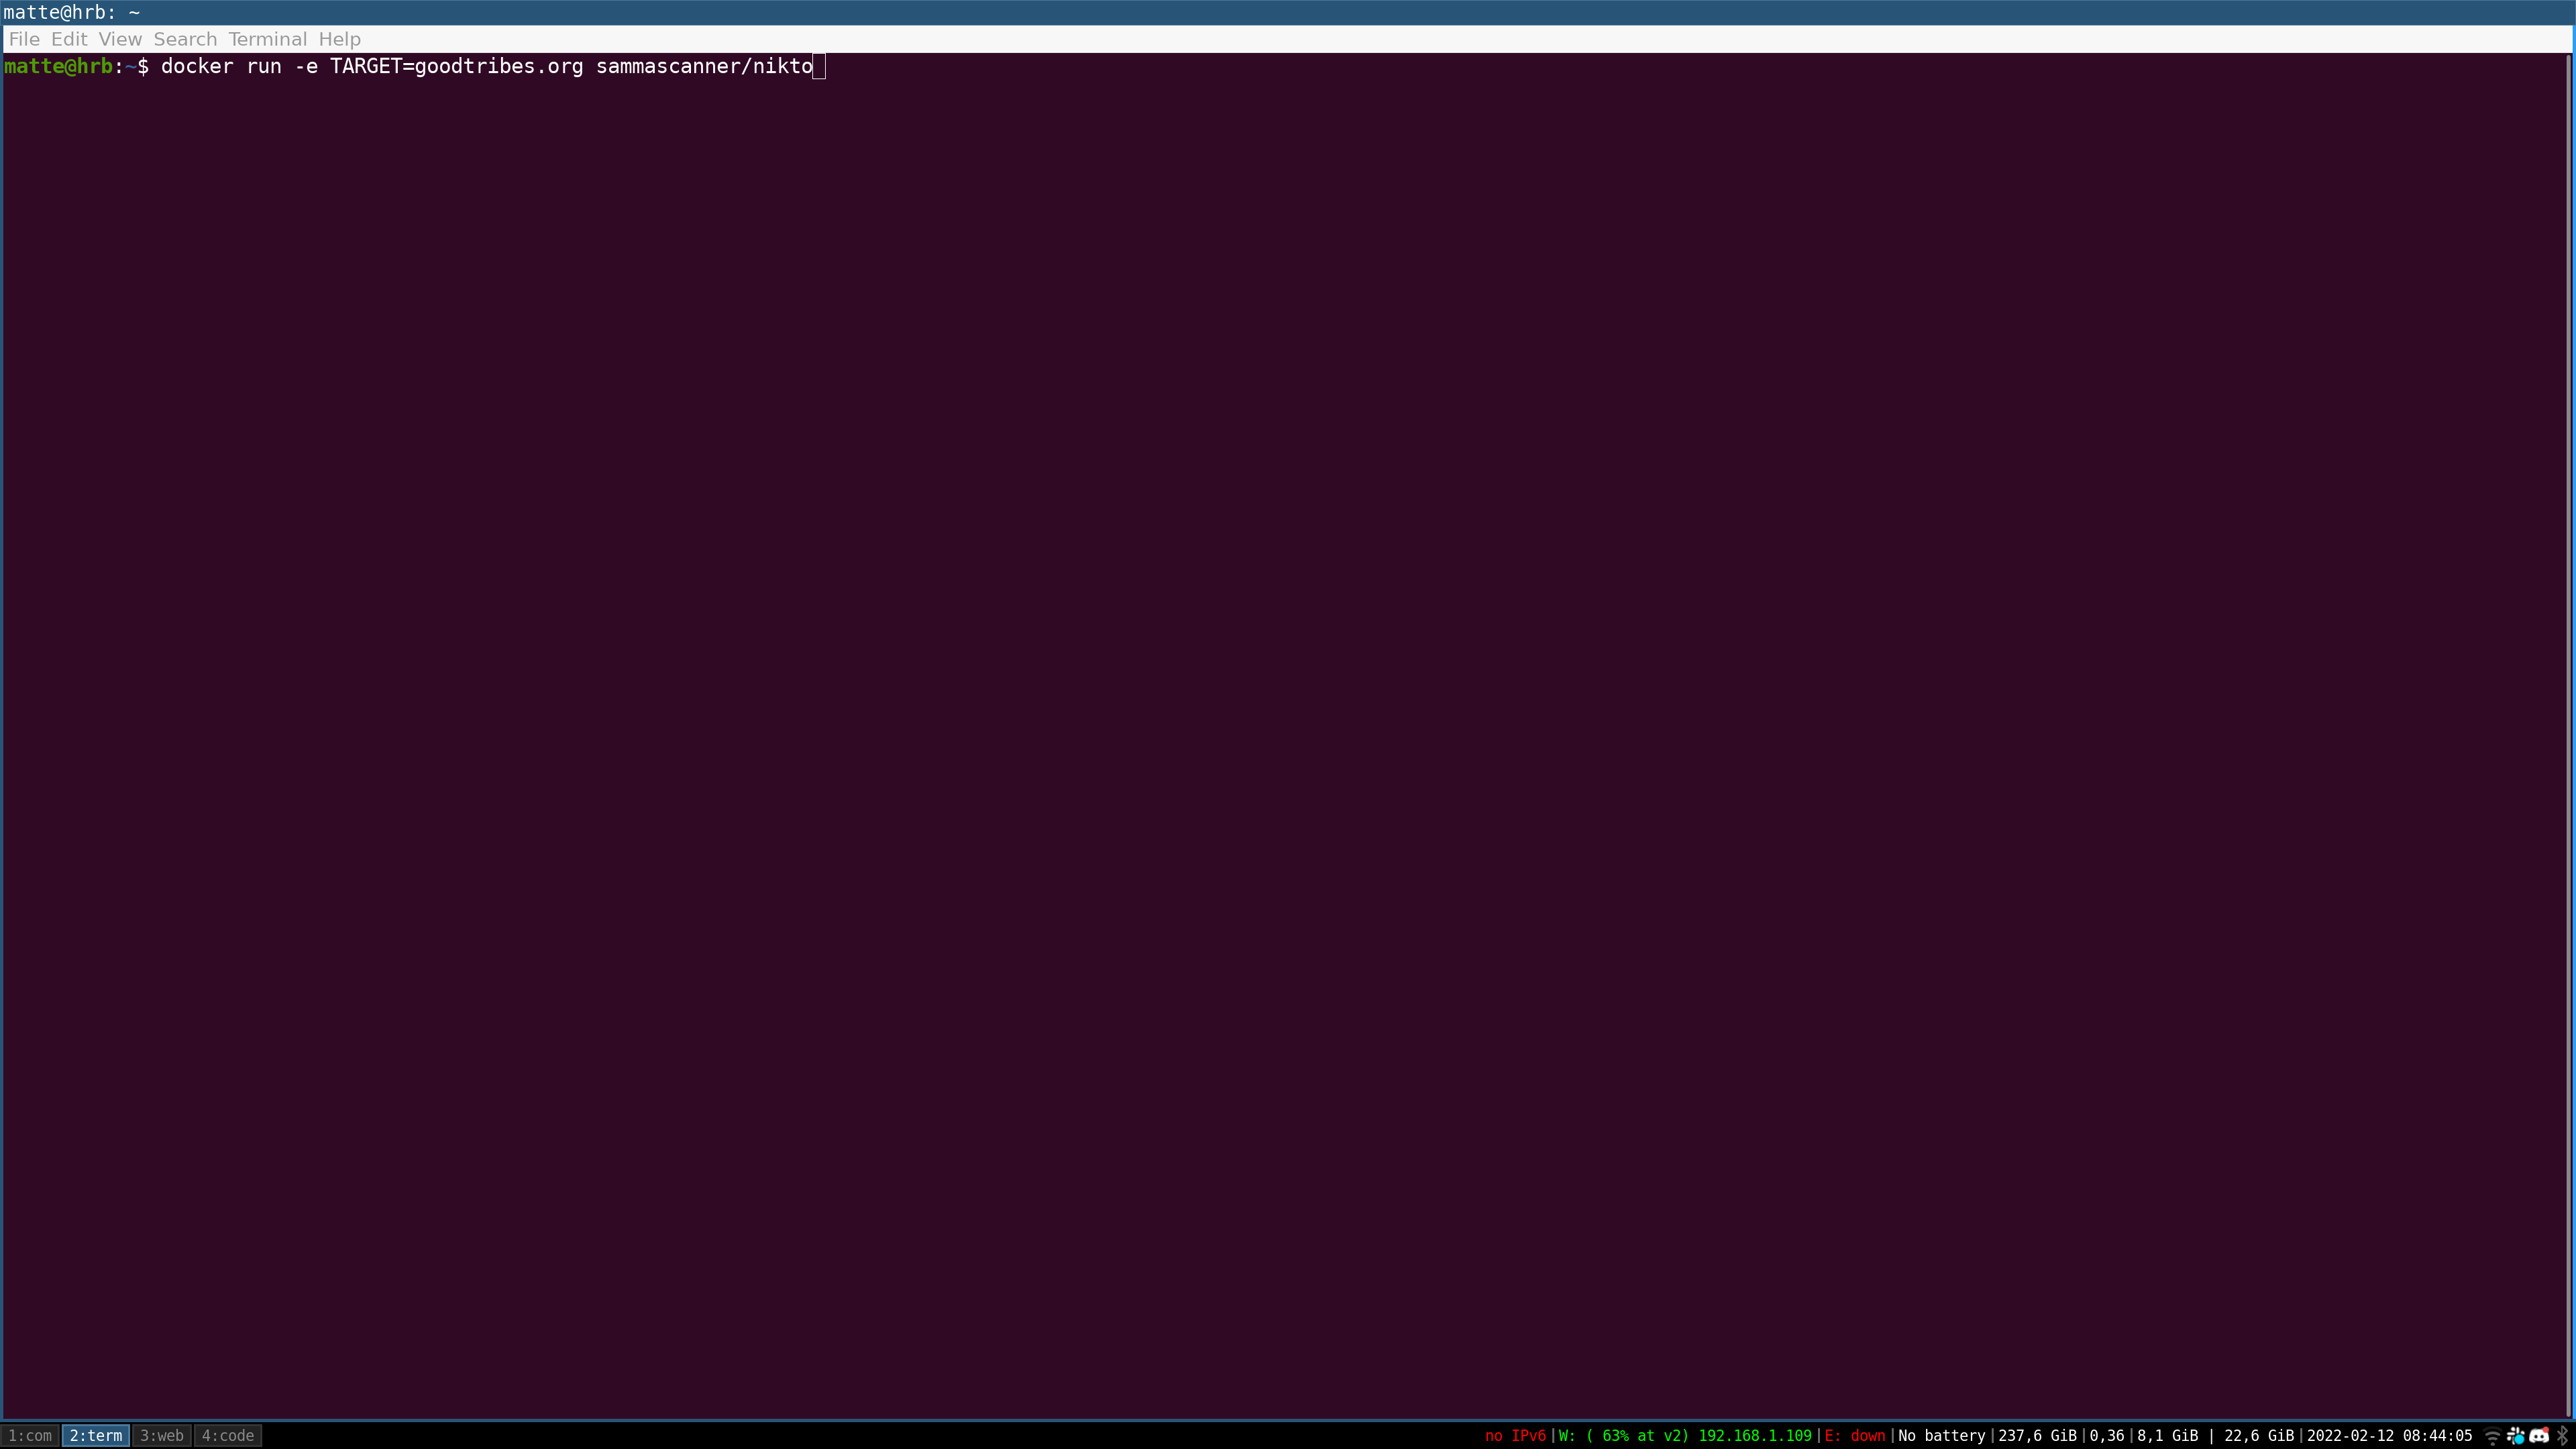 matte@hrb: ~
File Edit View Search Terminal Help
matte@hrb:~$ docker run -e TARGET=goodtribes.org sammascanner/nikto
1:com 2:term 3:web 4:code no IPv6|W: ( 63% at v2) 192.168.1.109|E: down|No battery|237,6 GiB|0,36|8,1 GiB | 22,6 GiB|2022-02-12 08:44:05